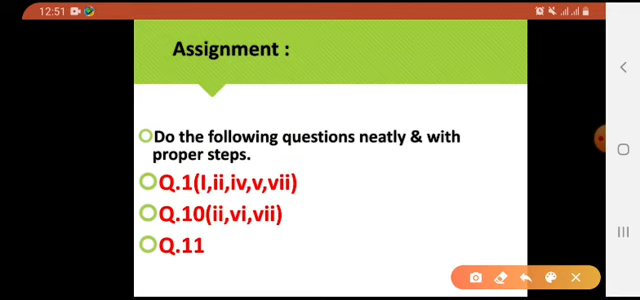 12:51
Assignment :
Do the following questions neatly & with
proper steps.
Q.1(I,ii,iv,v,vii)
Q.10(ii,vi,vii)
Q.11